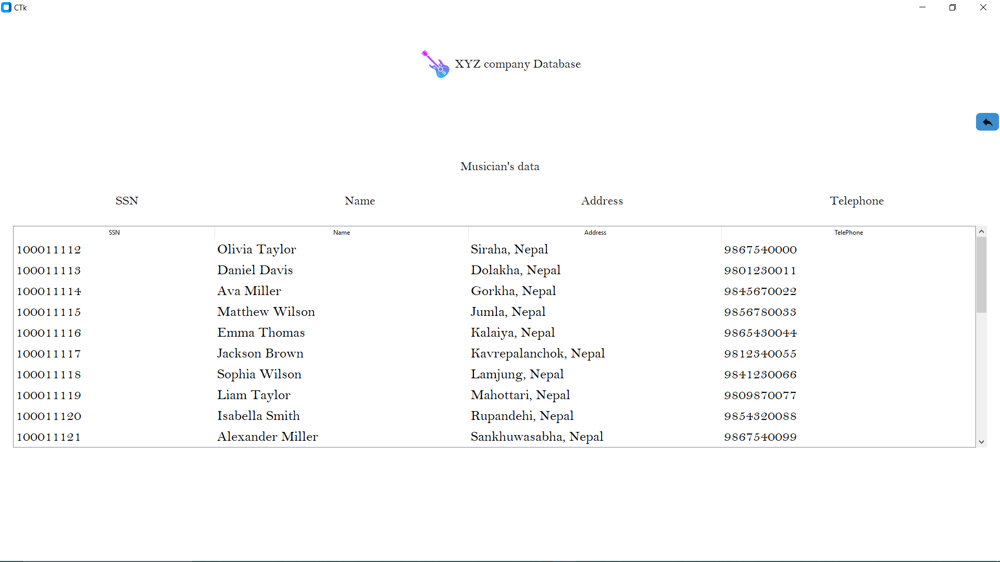 CTk
XYZ company Database
Musician's data
SSN Name Address Telephone
SSN Name Address TelePhone
100011112 Olivia Taylor Siraha, Nepal 9867540000
100011113 Daniel Davis Dolakha, Nepal 9801230011
100011114 Ava Miller Gorkha, Nepal 9845670022
100011115 Matthew Wilson Jumla, Nepal 9856780033
100011116 Emma Thomas Kalaiya, Nepal 9865430044
100011117 Jackson Brown Kavrepalanchok, Nepal 9812340055
100011118 Sophia Wilson Lamjung, Nepal 9841230066
100011119 Liam Taylor Mahottari, Nepal 9809870077
100011120 Isabella Smith Rupandehi, Nepal 9854320088
100011121 Alexander Miller Sankhuwasabha, Nepal 9867540099